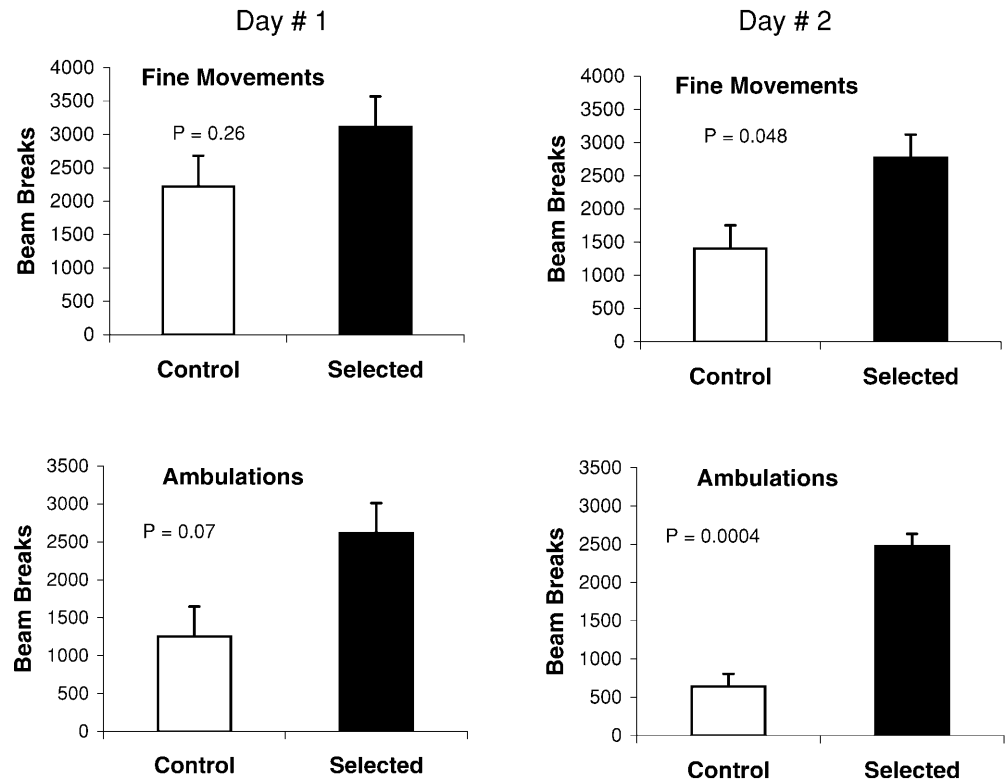 Day # 1
Day # 2
Fine Movements
P = 0.26
Beam Breaks
4000
3500
3000
2500
2000
1500
1000
500
0
Control Selected
Fine Movements
P = 0.048
Beam Breaks
4000
3500
3000
2500
2000
1500
1000
500
0
Control Selected
Ambulations
P = 0.07
Beam Breaks
3500
3000
2500
2000
1500
1000
500
0
Control Selected
Ambulations
P = 0.0004
Beam Breaks
3500
3000
2500
2000
1500
1000
500
0
Control Selected